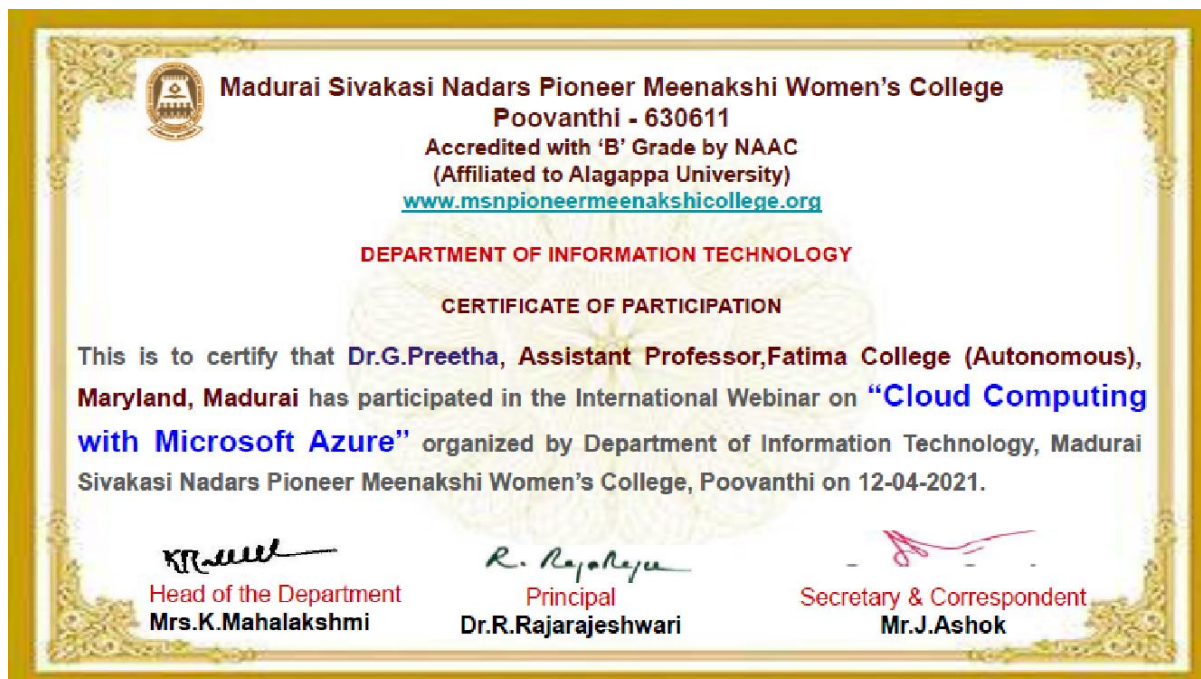 Madurai Sivakasi Nadars Pioneer Meenakshi Women's College
Poovanthi - 630611
Accredited with 'B' Grade by NAAC
(Affiliated to Alagappa University)
www.msnpioneermeenakshicollege.org
DEPARTMENT OF INFORMATION TECHNOLOGY
CERTIFICATE OF PARTICIPATION
This is to certify that Dr.G.Preetha, Assistant Professor,Fatima College (Autonomous),
Maryland, Madurai has participated in the International Webinar on “Cloud Computing
with Microsoft Azure” organized by Department of Information Technology, Madurai
Sivakasi Nadars Pioneer Meenakshi Women's College, Poovanthi on 12-04-2021.
R. Rajaraje
Head of the Department Principal Secretary & Correspondent
Mrs.K.Mahalakshmi Dr.R.Rajarajeshwari Mr.J.Ashok